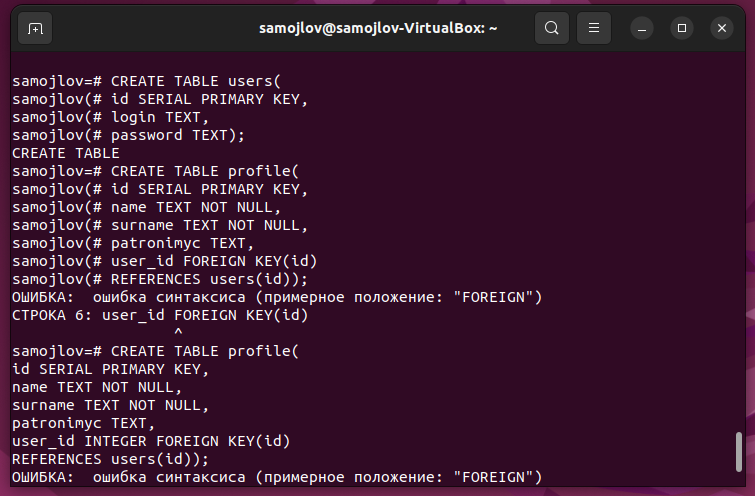 samojlov@samojlov-VirtualBox: ~
samojlov=# CREATE TABLE users(
samojlov(# id SERIAL PRIMARY KEY,
samojlov(# login TEXT,
samojlov(# password TEXT);
CREATE TABLE
samojlov=# CREATE TABLE profile(
samojlov(# id SERIAL PRIMARY KEY,
samojlov(# name TEXT NOT NULL,
samojlov(# surname TEXT NOT NULL,
samojlov(# patronimyc TEXT,
samojlov(# user_id FOREIGN KEY(id)
samojlov(# REFERENCES users(id));
ОШИБКА:  ошибка синтаксиса (примерное положение: "FOREIGN")
СТРОКА 6: user_id FOREIGN KEY(id)
^
samojlov=# CREATE TABLE profile(
id SERIAL PRIMARY KEY,
name TEXT NOT NULL,
surname TEXT NOT NULL,
patronimyc TEXT,
user_id INTEGER FOREIGN KEY(id)
REFERENCES users(id));
ОШИБКА:  ошибка синтаксиса (примерное положение: "FOREIGN")